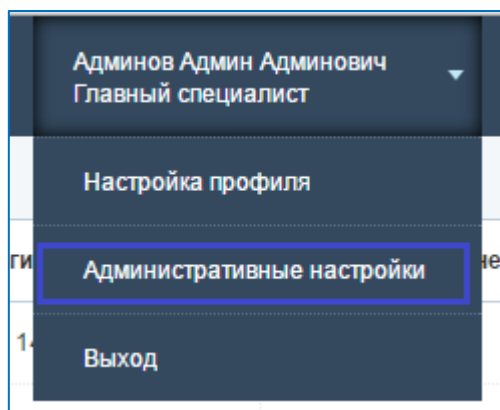 Админов Админ Админович
Главный специалист
Настройка профиля
Административные настройки
Выход